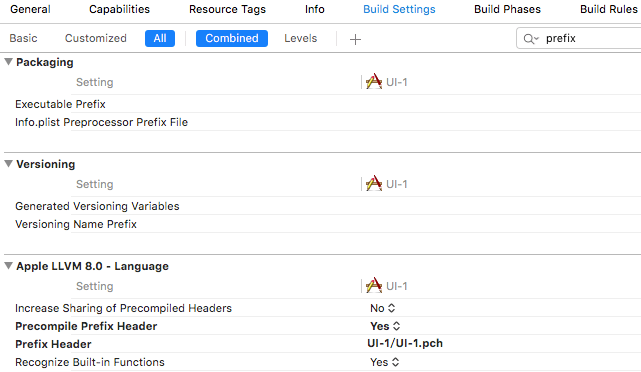 General Capabilities Resource Tags Info Build Settings Build Phases Build Rules
Basic Customized All Combined Levels + prefix
Packaging
Setting UI-1
Executable Prefix
Info.plist Preprocessor Prefix File
Versioning
Setting UI-1
Generated Versioning Variables
Versioning Name Prefix
Apple LLVM 8.0 - Language
Setting UI-1
Increase Sharing of Precompiled Headers No
Precompile Prefix Header Yes
Prefix Header UI-1/UI-1.pch
Recognize Built-in Functions Yes